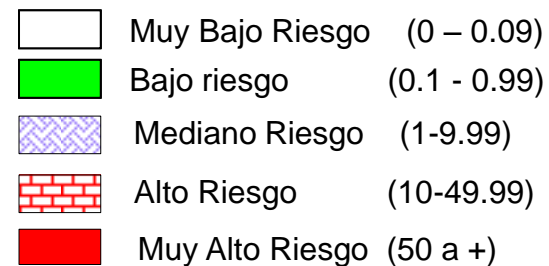 Muy Bajo Riesgo (0 – 0.09)
Bajo riesgo (0.1 - 0.99)
Mediano Riesgo (1-9.99)
Alto Riesgo (10-49.99)
Muy Alto Riesgo (50 a +)